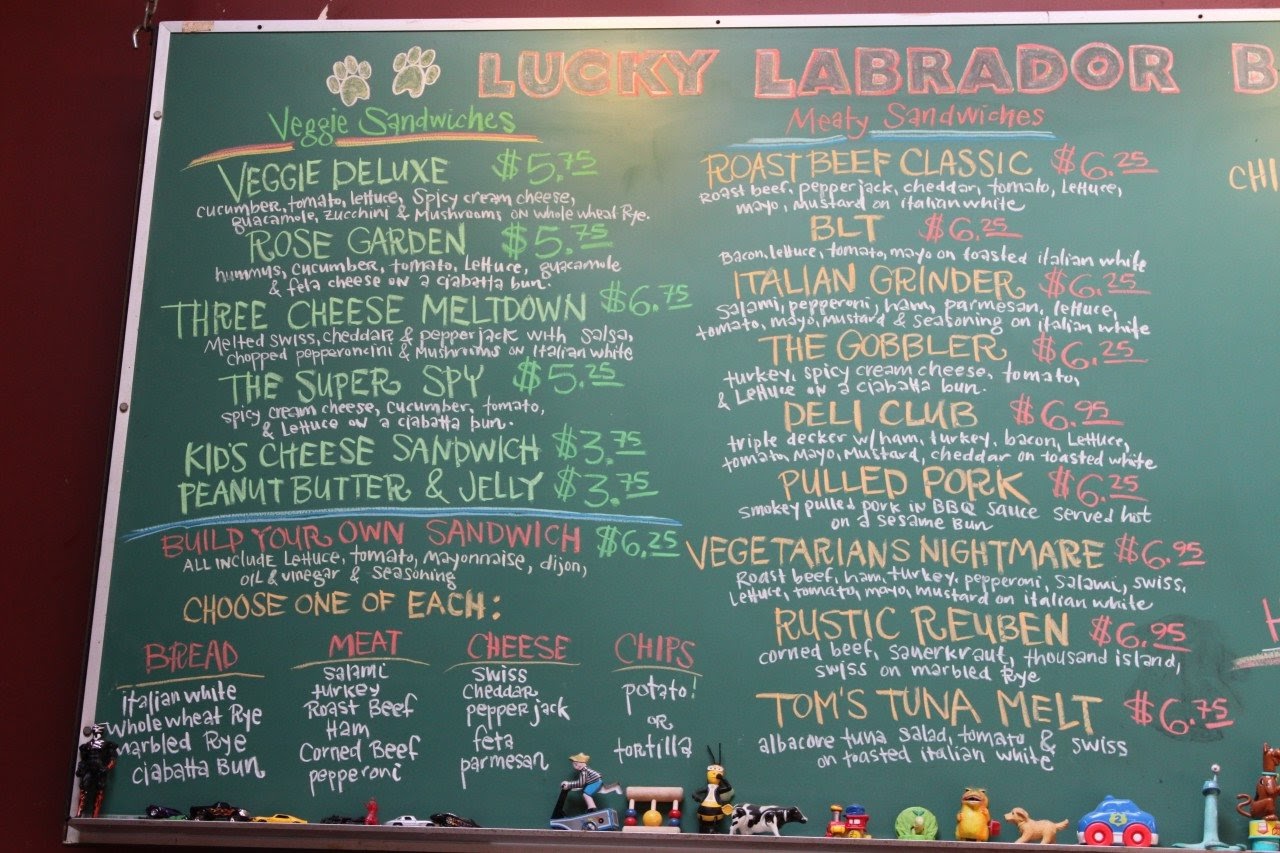 LUCKY LABRADOR B
Veggie Sandwiches
VEGGIE DELUXE $5.75
cucumber, tomato, lettuce, Spicy cream cheese,
guacamole, zucchini & Mushrooms on whole wheat Rye.
ROSE GARDEN $5.75
hummus, cucumber, tomato, Lettuce, guacamole
& feta cheese on a ciabatta bun.
THREE CHEESE MELTDOWN $6.75
Melted swiss, cheddar & pepper jack with salsa,
chopped pepperoncini & Mushrooms on Italian white
THE SUPER SPY $5.25
spicy cream cheese, cucumber, tomato,
& Lettuce on a ciabatta bun.
KID'S CHEESE SANDWICH $3.75
PEANUT BUTTER & JELLY $3.75
BUILD YOUR OWN SANDWICH $6.25
ALL INCLUDE Lettuce, tomato, Mayonnaise, dijon,
oil & vinegar & seasoning
CHOOSE ONE OF EACH:
BREAD
italian white
whole wheat Rye
Marbled Rye
Ciabatta Bun
MEAT
salami
turkey
Roast Beef
Ham
Corned Beef
pepperoni
CHEESE
swiss
Cheddar
pepper jack
feta
parmesan
CHIPS
potato!
OR
tortilla
Meaty Sandwiches
ROAST BEEF CLASSIC $6.25
Roast beef, pepper jack, cheddar, tomato, Lettuce,
mayo, mustard on italian white
BLT $6.25
Bacon, lettuce, tomato, mayo on toasted italian white
ITALIAN GRINDER $6.25
Salami, pepperoni, ham, parmesan, lettuce,
tomato, mayo, mustard & seasoning on italian white
THE GOBBLER $6.25
turkey, spicy cream cheese, tomato,
& Lettuce on a ciabatta bun.
DELI CLUB $6.95
triple decker w/ham, turkey, bacon, Lettuce,
tomato, Mayo, Mustard, cheddar on toasted white
PULLED PORK $6.25
smokey pulled pork in BBQ sauce served hot
on a sesame Bun
VEGETARIANS NIGHTMARE $6.95
Roast beef, ham, turkey, pepperoni, salami, swiss,
Lettuce, tomato, mayo, mustard on italian white
RUSTIC REUBEN $6.95
corned beef, sauerkraut, thousand island,
swiss on marbled Rye
TOM'S TUNA MELT $6.75
albacore tuna salad, tomato & swiss
on toasted italian white
CHI
H
2